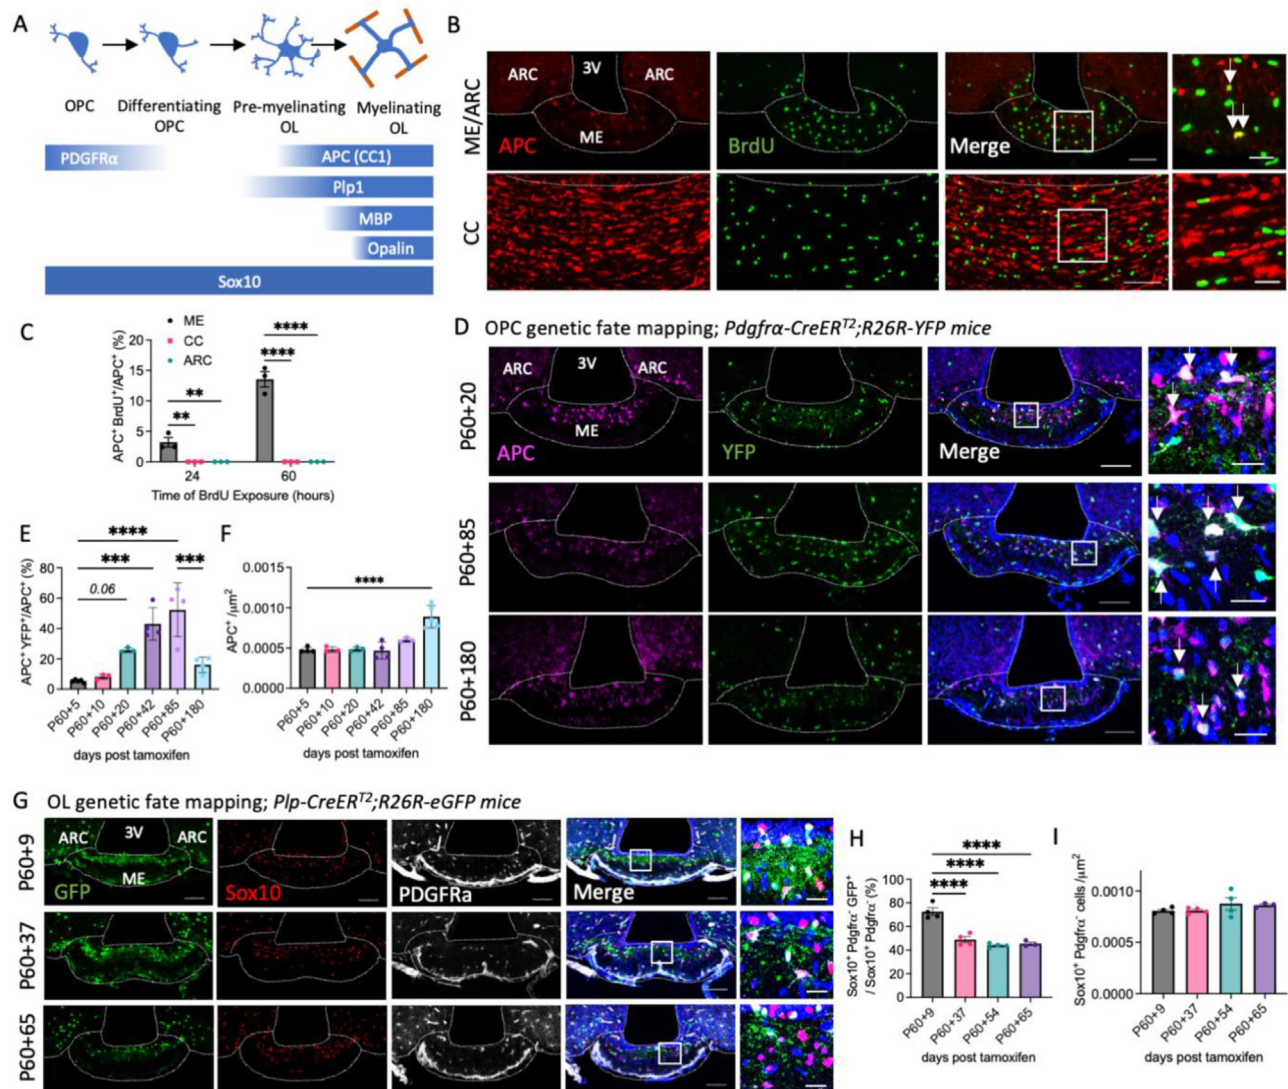 A
OPC
Differentiating
OPC
Pre-myelinating
OL
Myelinating
OL
PDGFRα
APC (CC1)
Plp1
MBP
Opalin
Sox10
B
ME/ARC
ARC
3V
ARC
ME
APC
BrdU
Merge
CC
C
ME
CC
ARC
APC⁺ BrdU⁺/APC⁺ (%)
20
15
10
5
0
**
**
****
****
24
60
Time of BrdU Exposure (hours)
D OPC genetic fate mapping; Pdgfrα-CreERᵀ²;R26R-YFP mice
P60+20
ARC
3V
ARC
ME
APC
YFP
Merge
P60+85
P60+180
E
APC⁺ YFP⁺/APC⁺ (%)
80
60
40
20
0
****
***
***
0.06
P60+5
P60+10
P60+20
P60+42
P60+85
P60+180
days post tamoxifen
F
APC⁺ /μm²
0.0015
0.0010
0.0005
0.0000
****
P60+5
P60+10
P60+20
P60+42
P60+85
P60+180
days post tamoxifen
G OL genetic fate mapping; Plp-CreERᵀ²;R26R-eGFP mice
P60+9
ARC
3V
ARC
ME
GFP
Sox10
PDGFRa
Merge
P60+37
P60+65
H
Sox10⁺ Pdgfrα⁻ GFP⁺
/ Sox10⁺ Pdgfrα⁻ (%)
100
80
60
40
20
0
****
****
****
P60+9
P60+37
P60+54
P60+65
days post tamoxifen
I
Sox10⁺ Pdgfrα⁻ cells /μm²
0.0010
0.0005
0.0000
P60+9
P60+37
P60+54
P60+65
days post tamoxifen